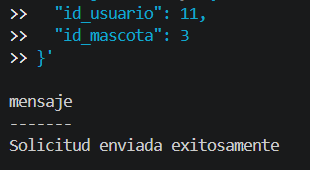 >>   "id_usuario": 11,
>>   "id_mascota": 3
>> }'
mensaje
-------
Solicitud enviada exitosamente